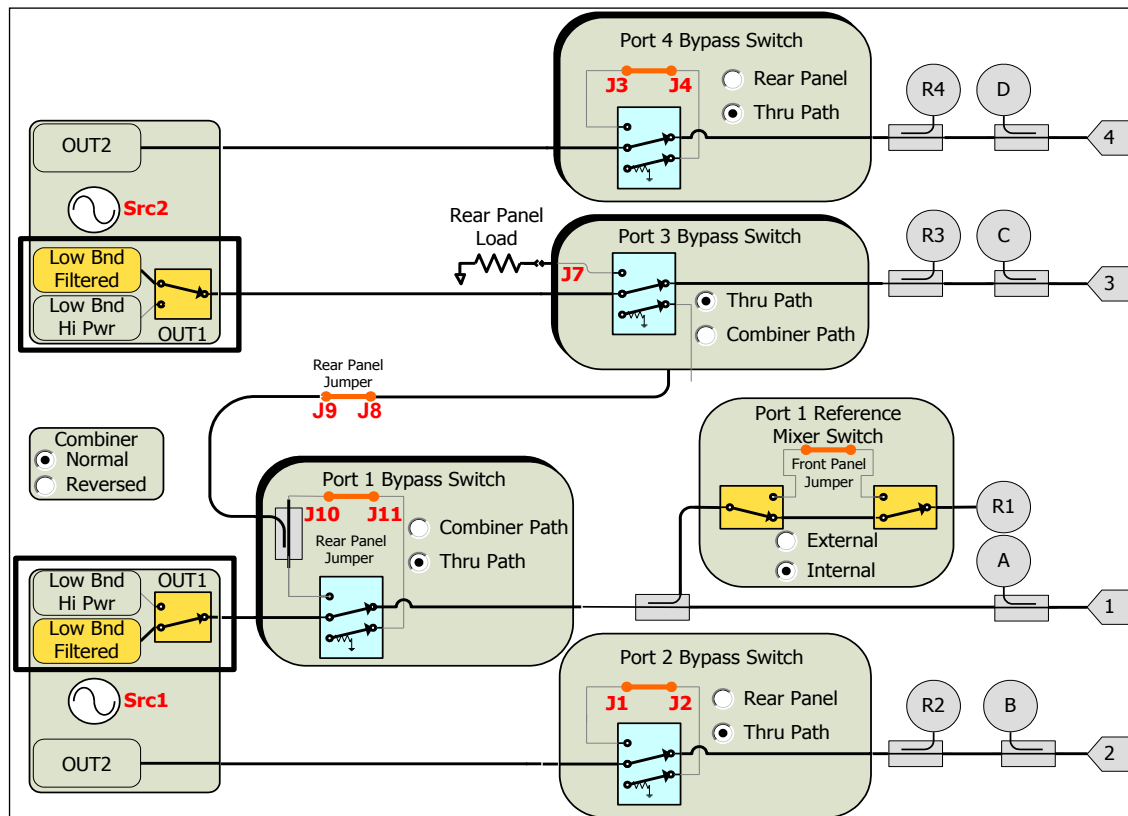 Port 4 Bypass Switch
J3
J4
Rear Panel
Thru Path
R4
D
4
OUT2
Src2
Low Bnd
Filtered
Low Bnd
Hi Pwr
OUT1
Rear Panel
Load
Port 3 Bypass Switch
J7
Thru Path
Combiner Path
R3
C
3
Rear Panel
Jumper
J9
J8
Combiner
Normal
Reversed
Port 1 Bypass Switch
J10
J11
Rear Panel
Jumper
Combiner Path
Thru Path
Port 1 Reference
Mixer Switch
Front Panel
Jumper
External
Internal
R1
A
1
OUT1
Low Bnd
Hi Pwr
Low Bnd
Filtered
Src1
OUT2
Port 2 Bypass Switch
J1
J2
Rear Panel
Thru Path
R2
B
2